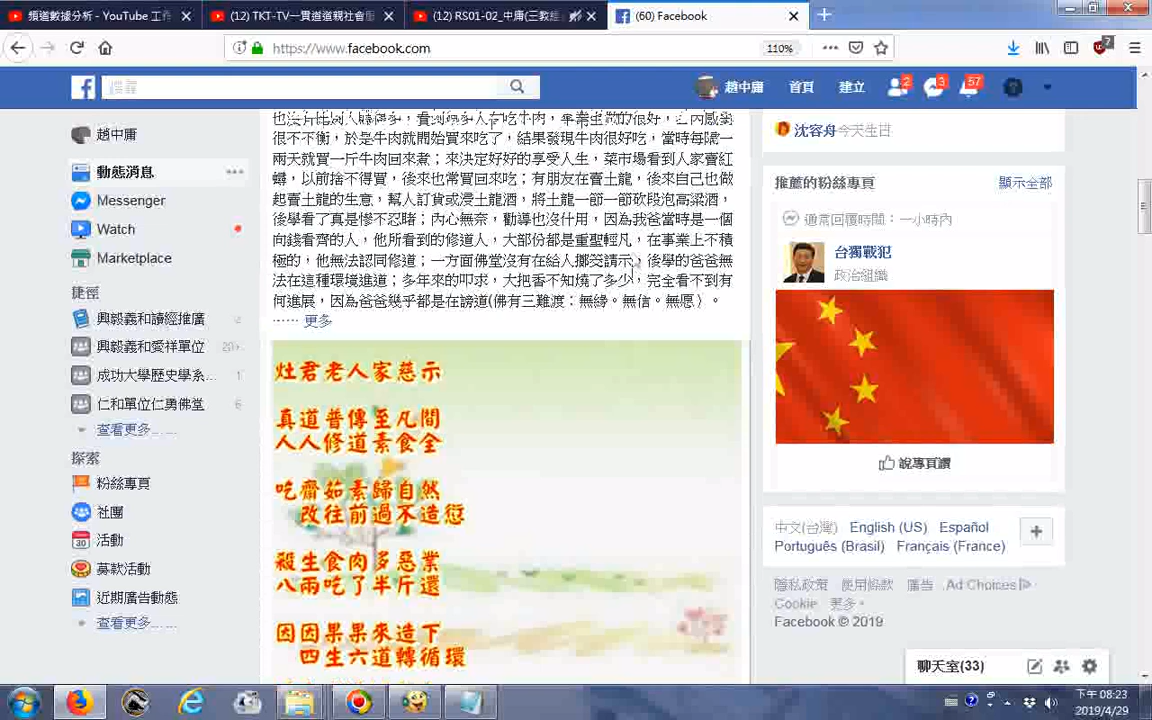 頻道數據分析 - YouTube 工作
(12) TKT-TV一貫道道親社會
(12) RS01-02_中庸(三教經
(60) Facebook
https://www.facebook.com
110%
7
搜尋
趙中庸
首頁
建立
2
3
57
趙中庸
動態消息
Messenger
Watch
Marketplace
捷徑
興毅義和讀經推廣 2
興毅義和愛祥單位 20+
成功大學歷史學系... 1
仁和單位仁勇佛堂 6
查看更多……
探索
粉絲專頁
社團
活動
募款活動
近期廣告動態
查看更多……
很不不衡，於是牛肉就開始買來吃了，結果發現牛肉很好吃，當時每隔一
兩天就買一斤牛肉回來煮；來決定好好的享受人生，菜市場看到人家賣紅
蟳，以前捨不得買，後來也常買回來吃；有朋友在賣土龍，後來自己也做
起賣土龍的生意，幫人訂貨或浸土龍酒，將土龍一節一節砍段泡高粱酒，
後學看了真是慘不忍睹；內心無奈，勸導也沒什用，因為我爸當時是一個
向錢看齊的人，他所看到的修道人，大部份都是重聖輕凡，在事業上不積
極的，他無法認同修道；一方面佛堂沒有在給人擲筊請示，後學的爸爸無
法在這種環境進道；多年來的叩求，大把香不知燒了多少，完全看不到有
何進展，因為爸爸幾乎都是在謗道(佛有三難渡：無緣。無信。無愿）。
…… 更多
灶君老人家慈示
真道普傳至凡間
人人修道素食全
吃齋茹素歸自然
改往前過不造愆
殺生食肉多惡業
八兩吃了半斤還
因因果果來造下
四生六道轉循環
沈容舟今天生日
推薦的粉絲專頁
顯示全部
通常回覆時間：一小時內
台獨戰犯
政治組織
說專頁讚
中文(台灣) English (US) Español
Português (Brasil) Français (France)
隱私政策 使用條款 廣告 Ad Choices
Cookie 更多
Facebook © 2019
聊天室(33)
下午 08:23
2019/4/29